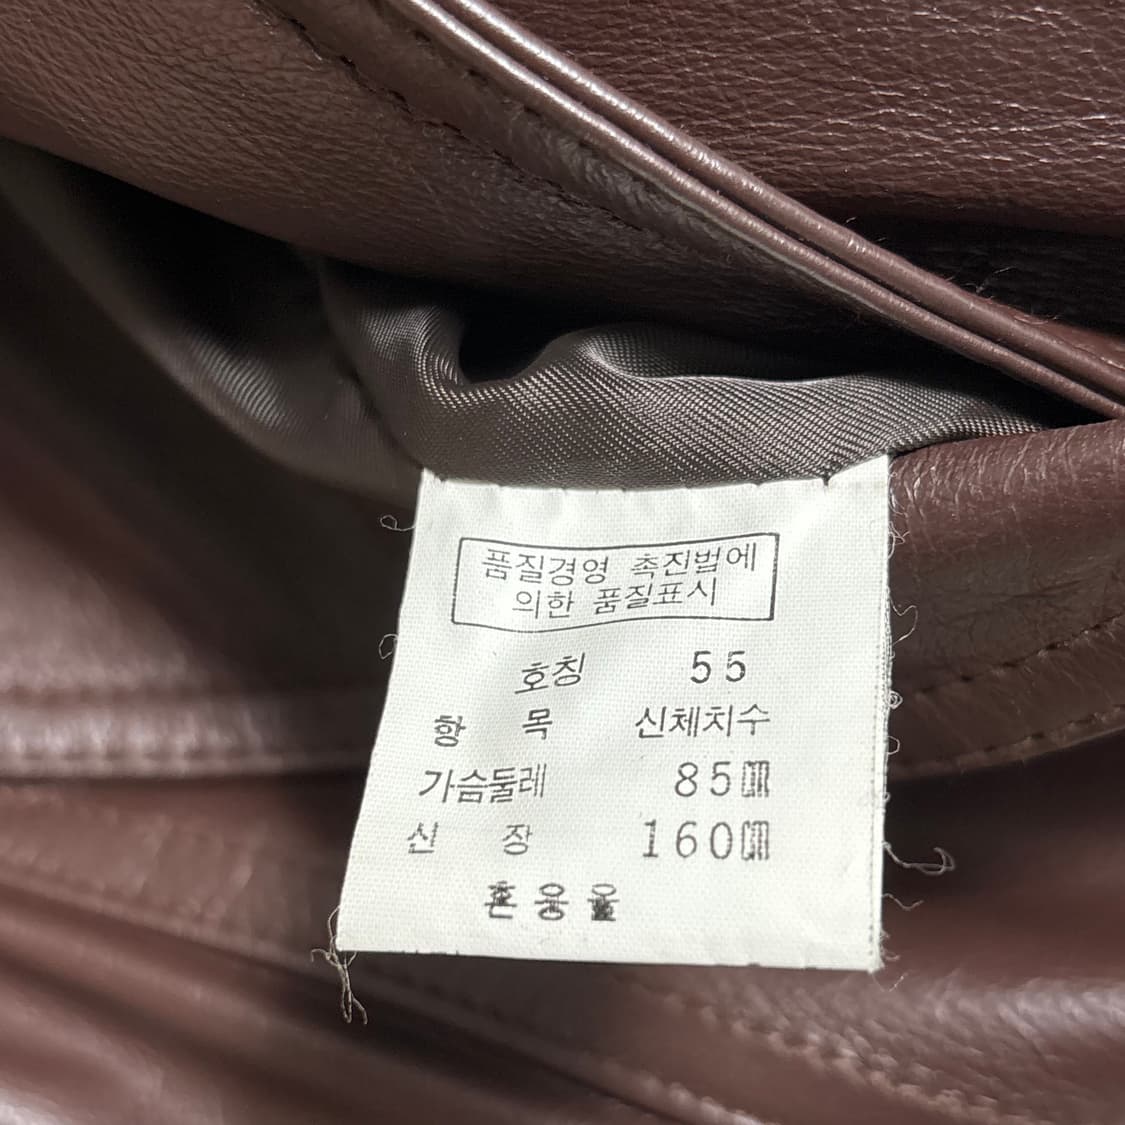 품질경영 촉진법에
의한 품질표시
호칭 55
항 목 신체치수
가슴둘레 85㎝
신 장 160㎝
혼 용 율